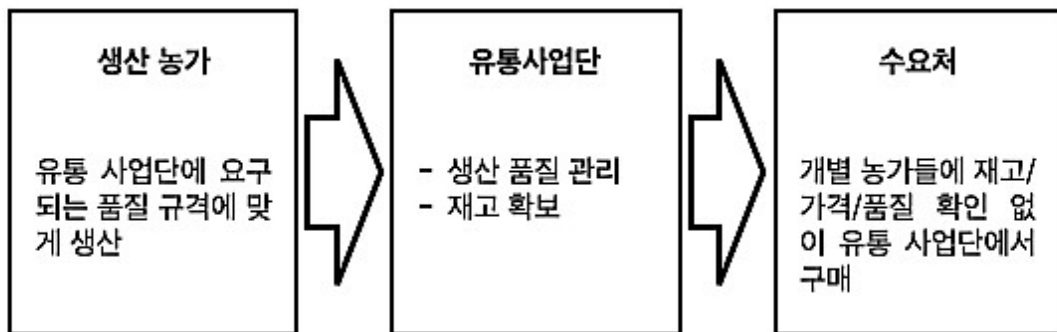 생산 농가
유통 사업단에 요구
되는 품질 규격에 맞
게 생산
유통사업단
- 생산 품질 관리
- 재고 확보
수요처
개별 농가들에 재고/
가격/품질 확인 없
이 유통 사업단에서
구매